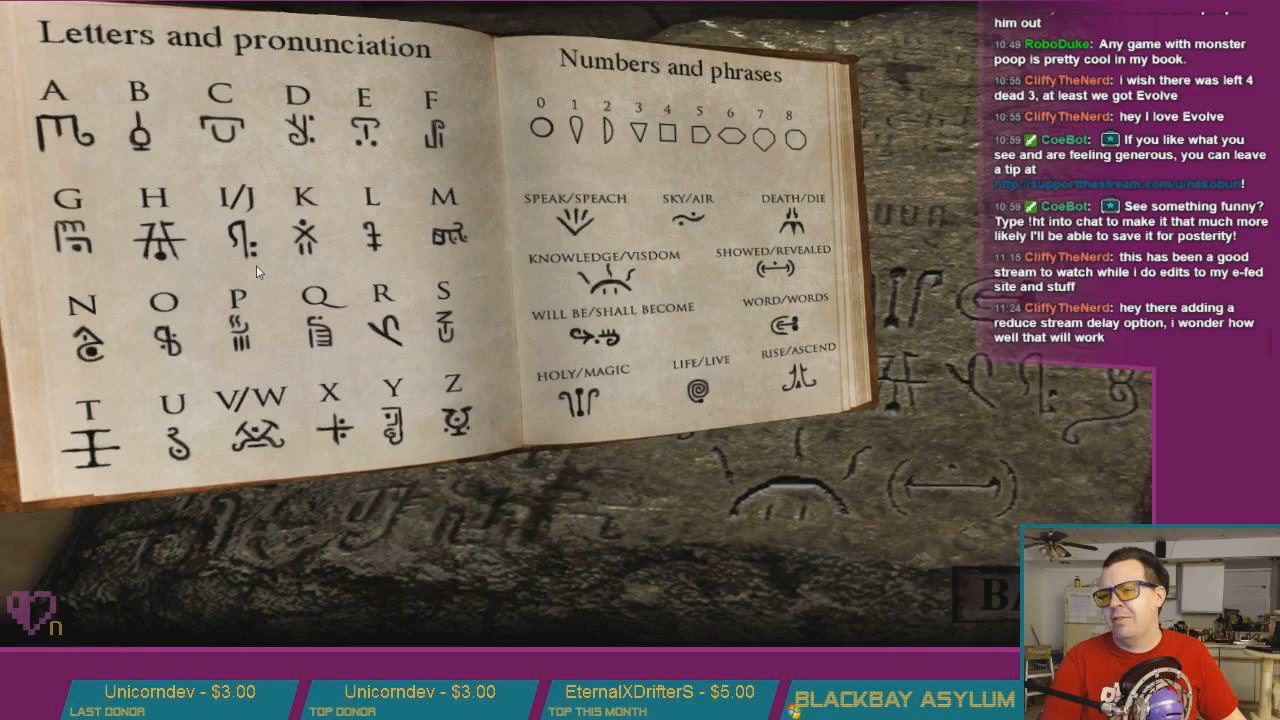 Letters and pronunciation
A B C D E F
G H I/J K L M
N O P Q R S
T U V/W X Y Z
Numbers and phrases
0 1 2 3 4 5 6 7 8
SPEAK/SPEACH SKY/AIR DEATH/DIE
KNOWLEDGE/VISDOM SHOWED/REVEALED
WILL BE/SHALL BECOME WORD/WORDS
HOLY/MAGIC LIFE/LIVE RISE/ASCEND
him out
10:49 RoboDuke: Any game with monster
poop is pretty cool in my book.
10:55 CliffyTheNerd: i wish there was left 4
dead 3, at least we got Evolve
10:55 CliffyTheNerd: hey I love Evolve
10:59 CoeBot: If you like what you
see and are feeling generous, you can leave
a tip at
http://supportthestream.com/u/nekobun!
10:59 CoeBot: See something funny?
Type !ht into chat to make it that much more
likely I'll be able to save it for posterity!
11:15 CliffyTheNerd: this has been a good
stream to watch while i do edits to my e-fed
site and stuff
11:24 CliffyTheNerd: hey there adding a
reduce stream delay option, i wonder how
well that will work
n
Unicorndev - $3.00
LAST DONOR
Unicorndev - $3.00
TOP DONOR
EternalXDrifterS - $5.00
TOP THIS MONTH
BLACKBAY ASYLUM